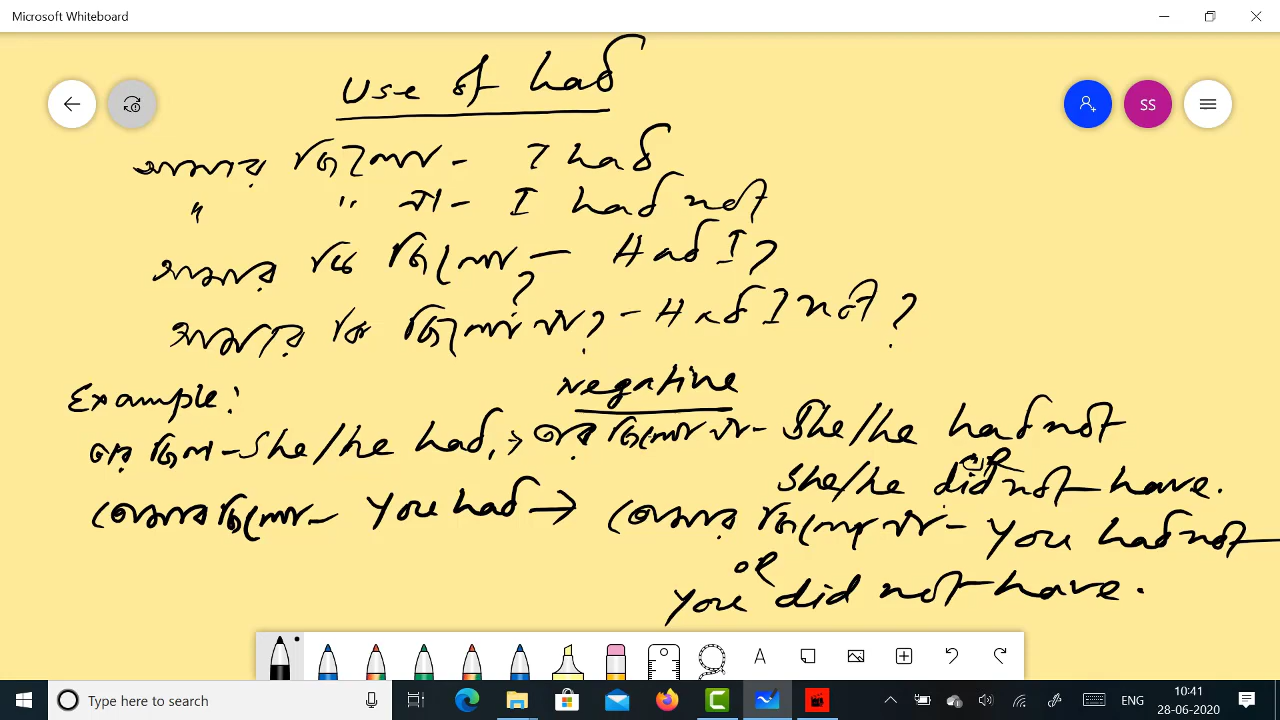 Microsoft Whiteboard
SS
Use of had
আমার ছিল - I had
" " না - I had not
আমার কি ছিল - Had I?
?
আমার কি ছিল না? - Had I not?
Negative
Example:
ওর ছিল - She/he had, → ওর ছিল না - She/he had not
OR
She/he did not have.
তোমার ছিল - You had → তোমার ছিল না - You had not
OR
You did not have.
Type here to search
ENG
10:41
28-06-2020